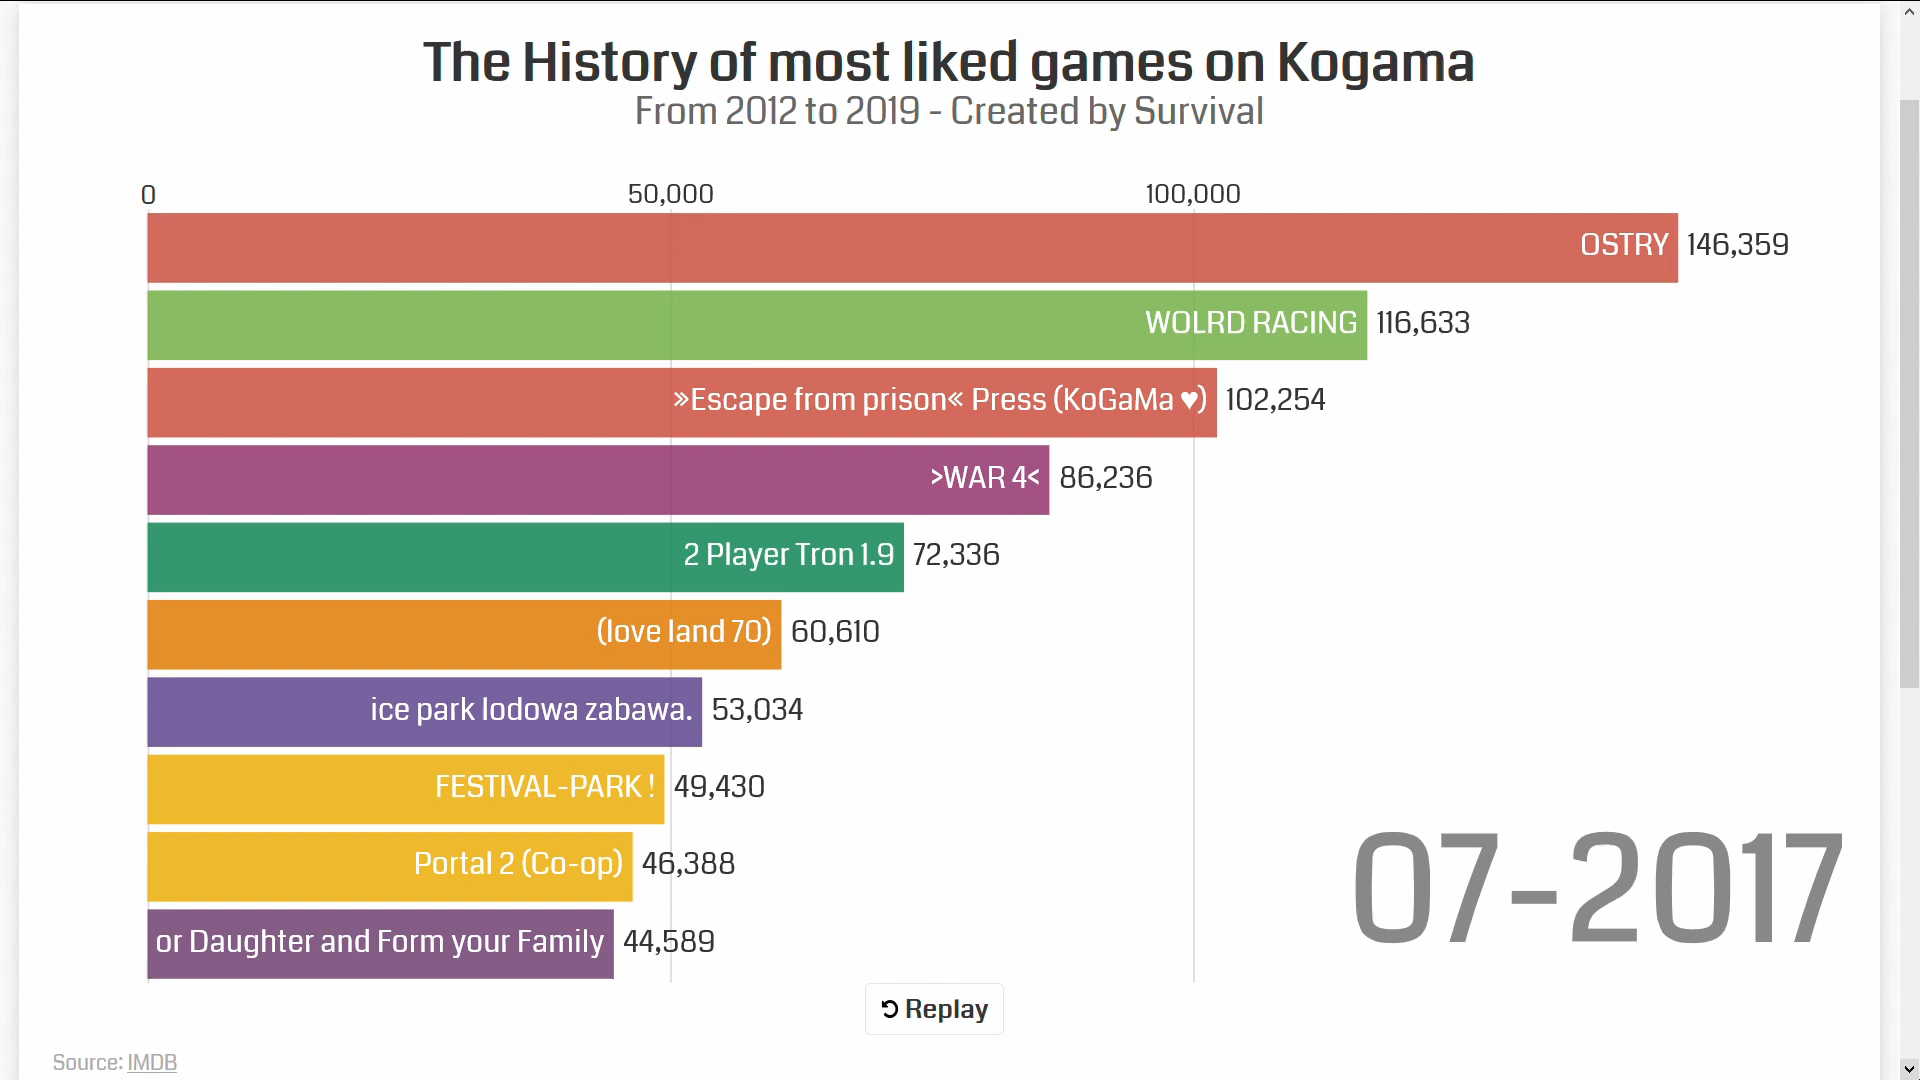 The History of most liked games on Kogama
From 2012 to 2019 - Created by Survival
0 50,000 100,000
OSTRY 146,359
WOLRD RACING 116,633
»Escape from prison« Press (KoGaMa ♥) 102,254
>WAR 4< 86,236
2 Player Tron 1.9 72,336
(love land 70) 60,610
ice park lodowa zabawa. 53,034
FESTIVAL-PARK ! 49,430
Portal 2 (Co-op) 46,388
or Daughter and Form your Family 44,589
07-2017
Replay
Source: IMDB